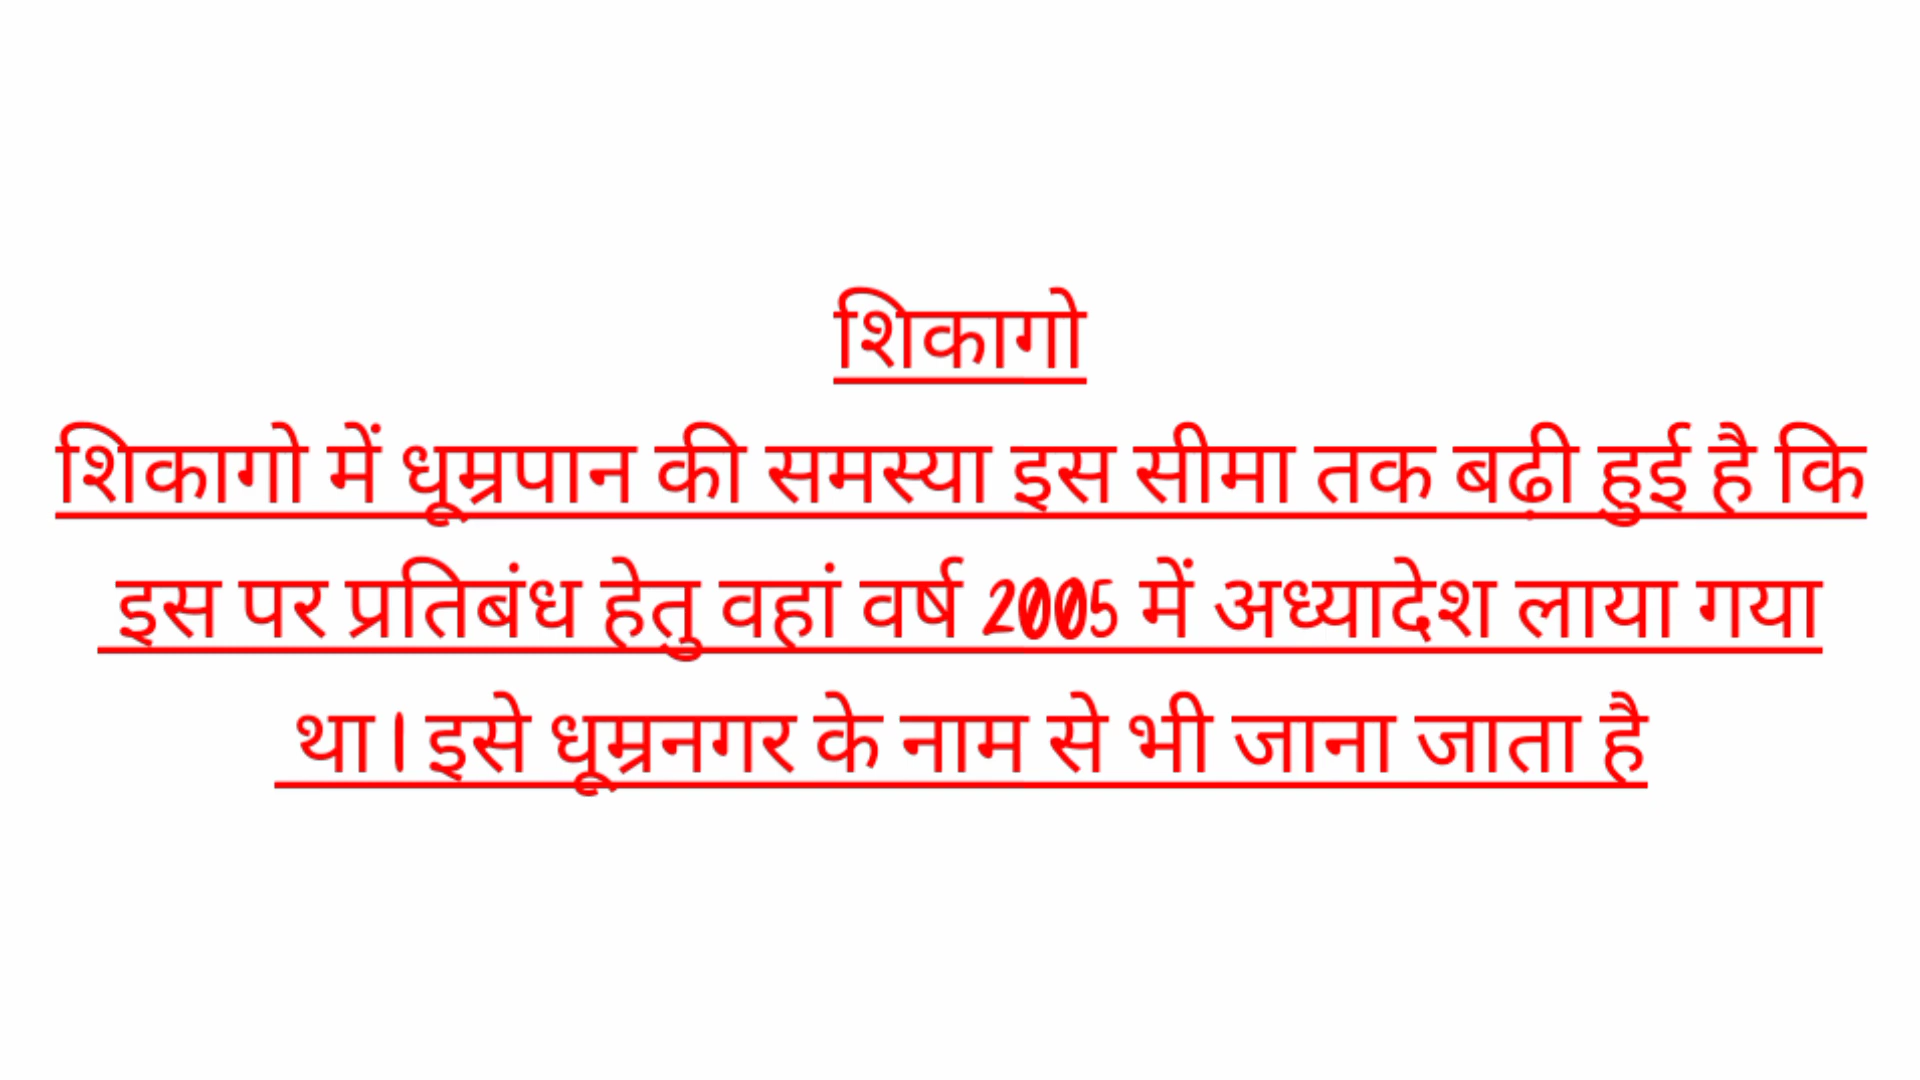 शिकागो
शिकागो में धूम्रपान की समस्या इस सीमा तक बढ़ी हुई है कि
इस पर प्रतिबंध हेतु वहां वर्ष 2005 में अध्यादेश लाया गया
था। इसे धूम्रनगर के नाम से भी जाना जाता है